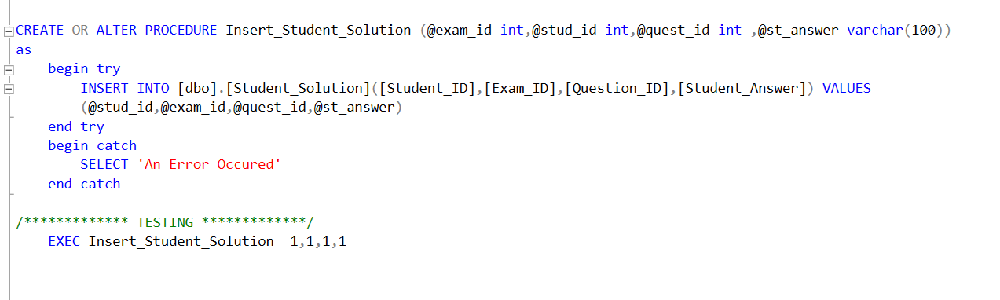 CREATE OR ALTER PROCEDURE Insert_Student_Solution (@exam_id int,@stud_id int,@quest_id int ,@st_answer varchar(100))
as
begin try
INSERT INTO [dbo].[Student_Solution]([Student_ID],[Exam_ID],[Question_ID],[Student_Answer]) VALUES
(@stud_id,@exam_id,@quest_id,@st_answer)
end try
begin catch
SELECT 'An Error Occured'
end catch
/************* TESTING *************/
EXEC Insert_Student_Solution  1,1,1,1